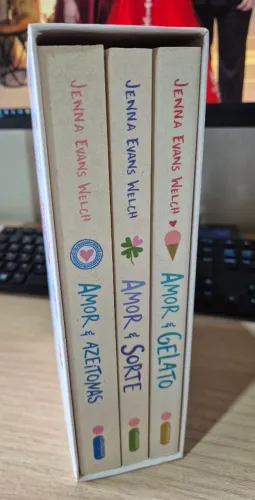 JENNA EVANS WELCH
AMOR & AZEITONAS
JENNA EVANS WELCH
AMOR & SORTE
JENNA EVANS WELCH
AMOR & GELATO